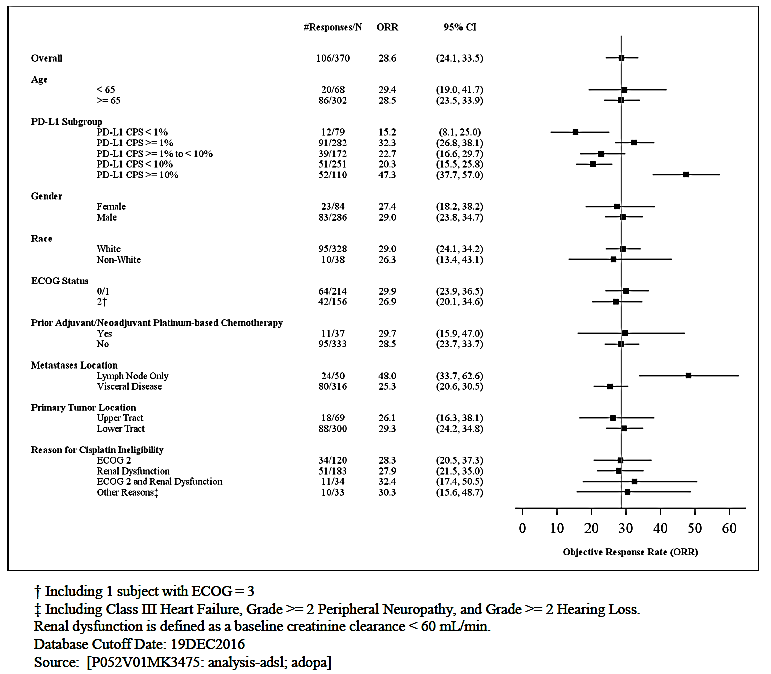 #Responses/N ORR 95% CI
Overall 106/370 28.6 (24.1, 33.5)
Age
< 65 20/68 29.4 (19.0, 41.7)
>= 65 86/302 28.5 (23.5, 33.9)
PD-L1 Subgroup
PD-L1 CPS < 1% 12/79 15.2 (8.1, 25.0)
PD-L1 CPS >= 1% 91/282 32.3 (26.8, 38.1)
PD-L1 CPS >= 1% to < 10% 39/172 22.7 (16.6, 29.7)
PD-L1 CPS < 10% 51/251 20.3 (15.5, 25.8)
PD-L1 CPS >= 10% 52/110 47.3 (37.7, 57.0)
Gender
Female 23/84 27.4 (18.2, 38.2)
Male 83/286 29.0 (23.8, 34.7)
Race
White 95/328 29.0 (24.1, 34.2)
Non-White 10/38 26.3 (13.4, 43.1)
ECOG Status
0/1 64/214 29.9 (23.9, 36.5)
2† 42/156 26.9 (20.1, 34.6)
Prior Adjuvant/Neoadjuvant Platinum-based Chemotherapy
Yes 11/37 29.7 (15.9, 47.0)
No 95/333 28.5 (23.7, 33.7)
Metastases Location
Lymph Node Only 24/50 48.0 (33.7, 62.6)
Visceral Disease 80/316 25.3 (20.6, 30.5)
Primary Tumor Location
Upper Tract 18/69 26.1 (16.3, 38.1)
Lower Tract 88/300 29.3 (24.2, 34.8)
Reason for Cisplatin Ineligibility
ECOG 2 34/120 28.3 (20.5, 37.3)
Renal Dysfunction 51/183 27.9 (21.5, 35.0)
ECOG 2 and Renal Dysfunction 11/34 32.4 (17.4, 50.5)
Other Reasons‡ 10/33 30.3 (15.6, 48.7)
0 10 20 30 40 50 60
Objective Response Rate (ORR)
† Including 1 subject with ECOG = 3
‡ Including Class III Heart Failure, Grade >= 2 Peripheral Neuropathy, and Grade >= 2 Hearing Loss.
Renal dysfunction is defined as a baseline creatinine clearance < 60 mL/min.
Database Cutoff Date: 19DEC2016
Source: [P052V01MK3475: analysis-adsl; adopa]